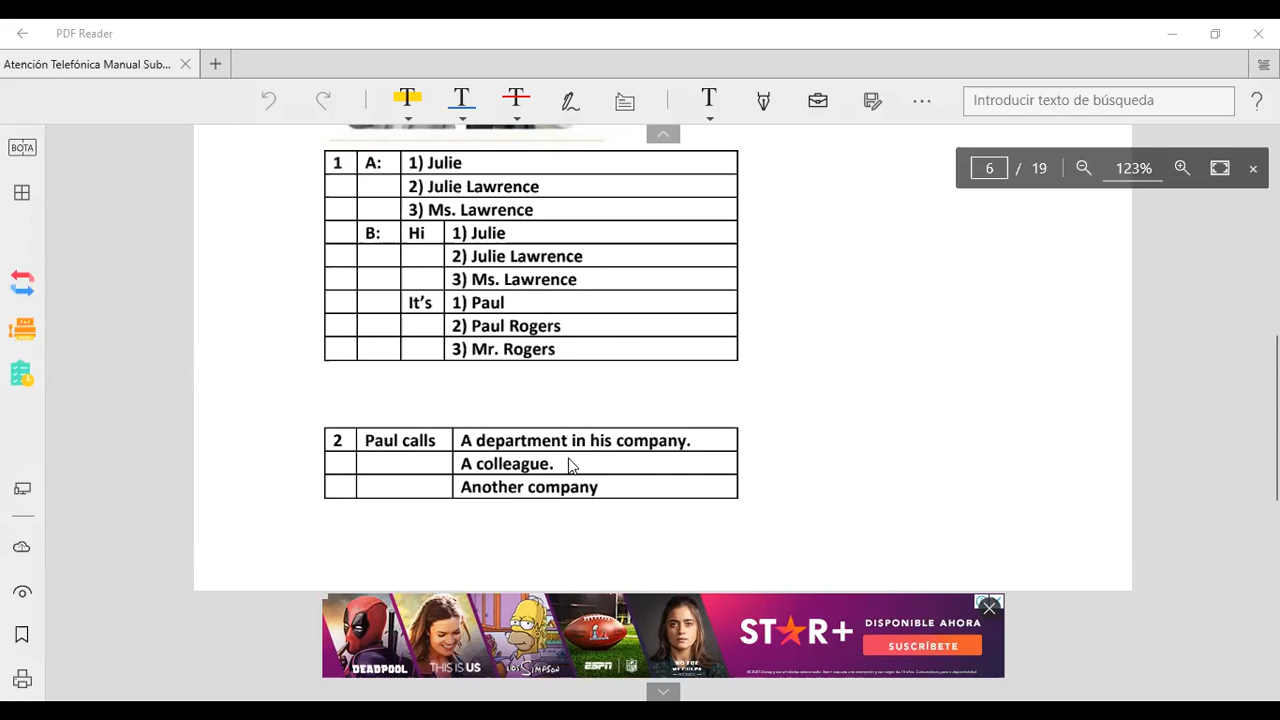 PDF Reader
Atención Telefónica Manual Sub...
T T T T ... Introducir texto de búsqueda ?
BOTA
6 / 19 123%
1 A: 1) Julie
2) Julie Lawrence
3) Ms. Lawrence
B: Hi 1) Julie
2) Julie Lawrence
3) Ms. Lawrence
It's 1) Paul
2) Paul Rogers
3) Mr. Rogers
2 Paul calls A department in his company.
A colleague.
Another company
DEADPOOL
THIS IS US
LOS SIMPSON
ESPN NFL
STAR+
DISPONIBLE AHORA
SUSCRÍBETE